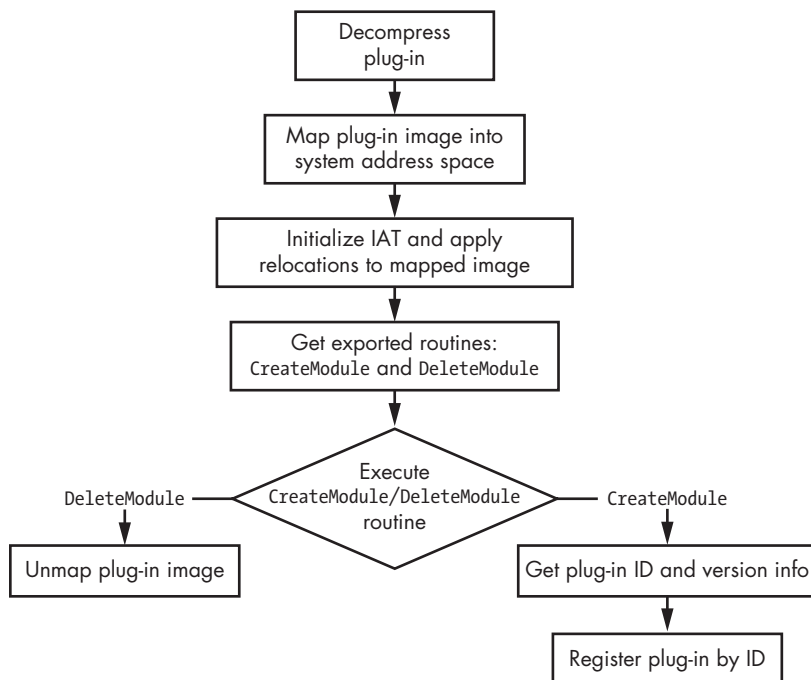 Decompress
plug-in
Map plug-in image into
system address space
Initialize IAT and apply
relocations to mapped image
Get exported routines:
CreateModule and DeleteModule
Execute
CreateModule/DeleteModule
routine
DeleteModule
CreateModule
Unmap plug-in image
Get plug-in ID and version info
Register plug-in by ID